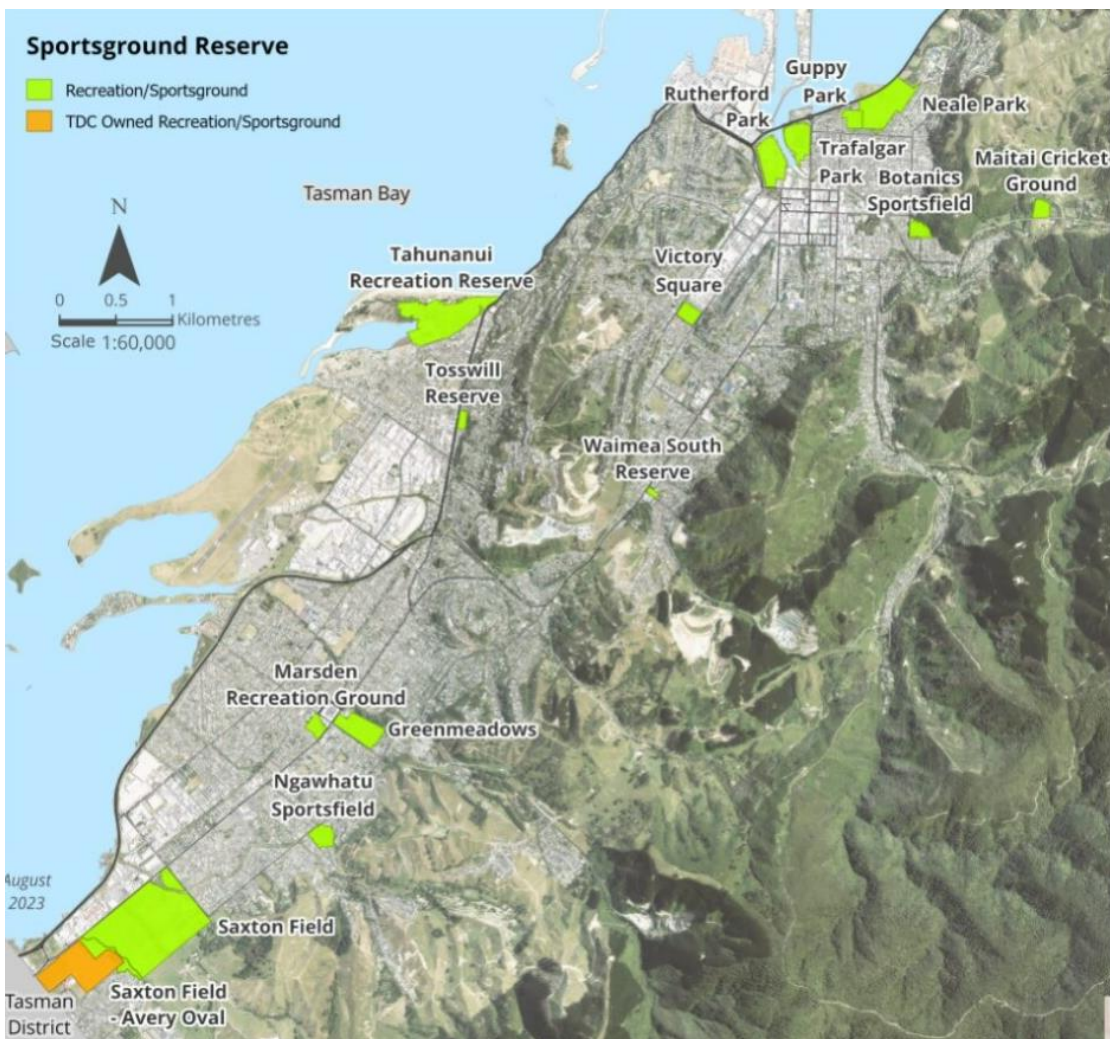 Sportsground Reserve
Recreation/Sportsground
TDC Owned Recreation/Sportsground
Guppy
Park
Rutherford
Park
Neale Park
Trafalgar
Park
Maitai Cricket
Ground
Botanics
Sportsfield
Tasman Bay
N
0 0.5 1
Kilometres
Scale 1:60,000
Tahunanui
Recreation Reserve
Victory
Square
Tosswill
Reserve
Waimea South
Reserve
Marsden
Recreation Ground
Greenmeadows
Ngawhatu
Sportsfield
August
2023
Saxton Field
Saxton Field
- Avery Oval
Tasman
District